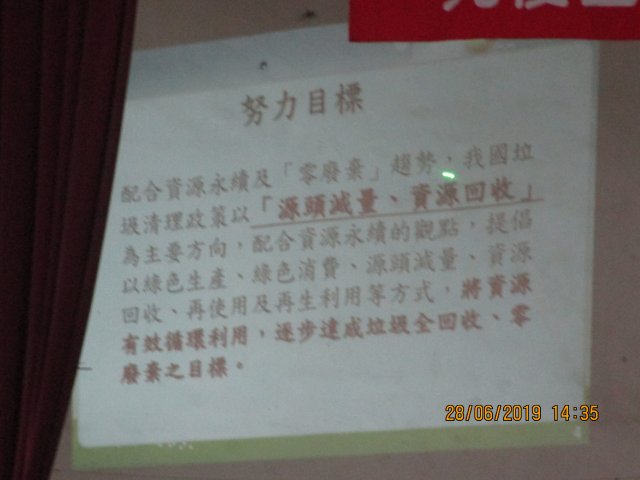 努力目標
配合資源永續及「零廢棄」趨勢，我國垃
圾清理政策以「源頭減量、資源回收」
為主要方向，配合資源永續的觀點，提倡
以綠色生產、綠色消費、源頭減量、資源
回收、再使用及再生利用等方式，將資源
有效循環利用，逐步達成垃圾全回收、零
廢棄之目標。
28/06/2019 14:35